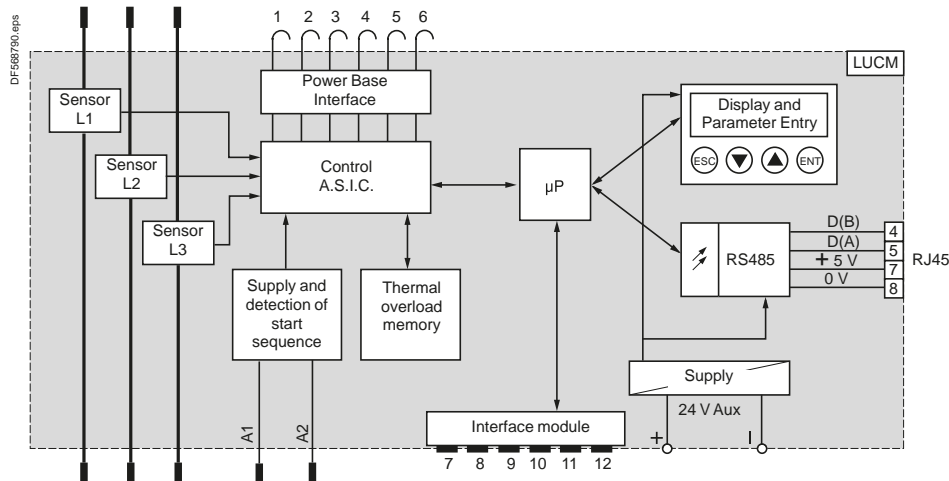 DF568790.eps
1 2 3 4 5 6
LUCM
Power Base
Interface
Sensor
L1
Sensor
L2
Sensor
L3
Control
A.S.I.C.
µP
Display and
Parameter Entry
ESC
ENT
RS485
D(B)
4
D(A)
5
+ 5 V
7
0 V
8
RJ45
Supply and
detection of
start
sequence
Thermal
overload
memory
Supply
24 V Aux
+ –
A1
A2
Interface module
7 8 9 10 11 12